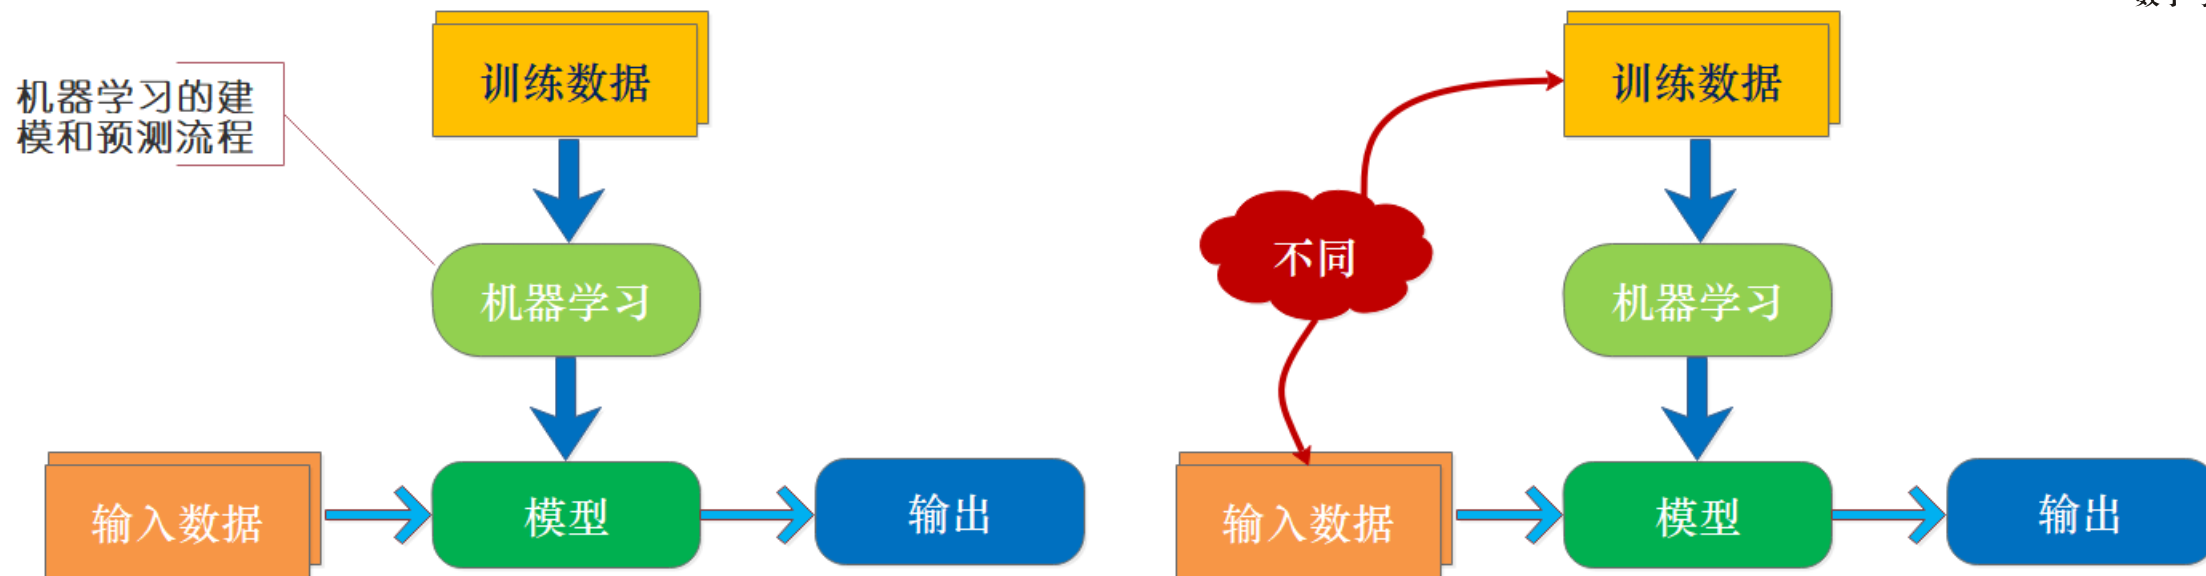 机器学习的建
模和预测流程
训练数据
机器学习
输入数据
模型
输出
训练数据
不同
机器学习
输入数据
模型
输出